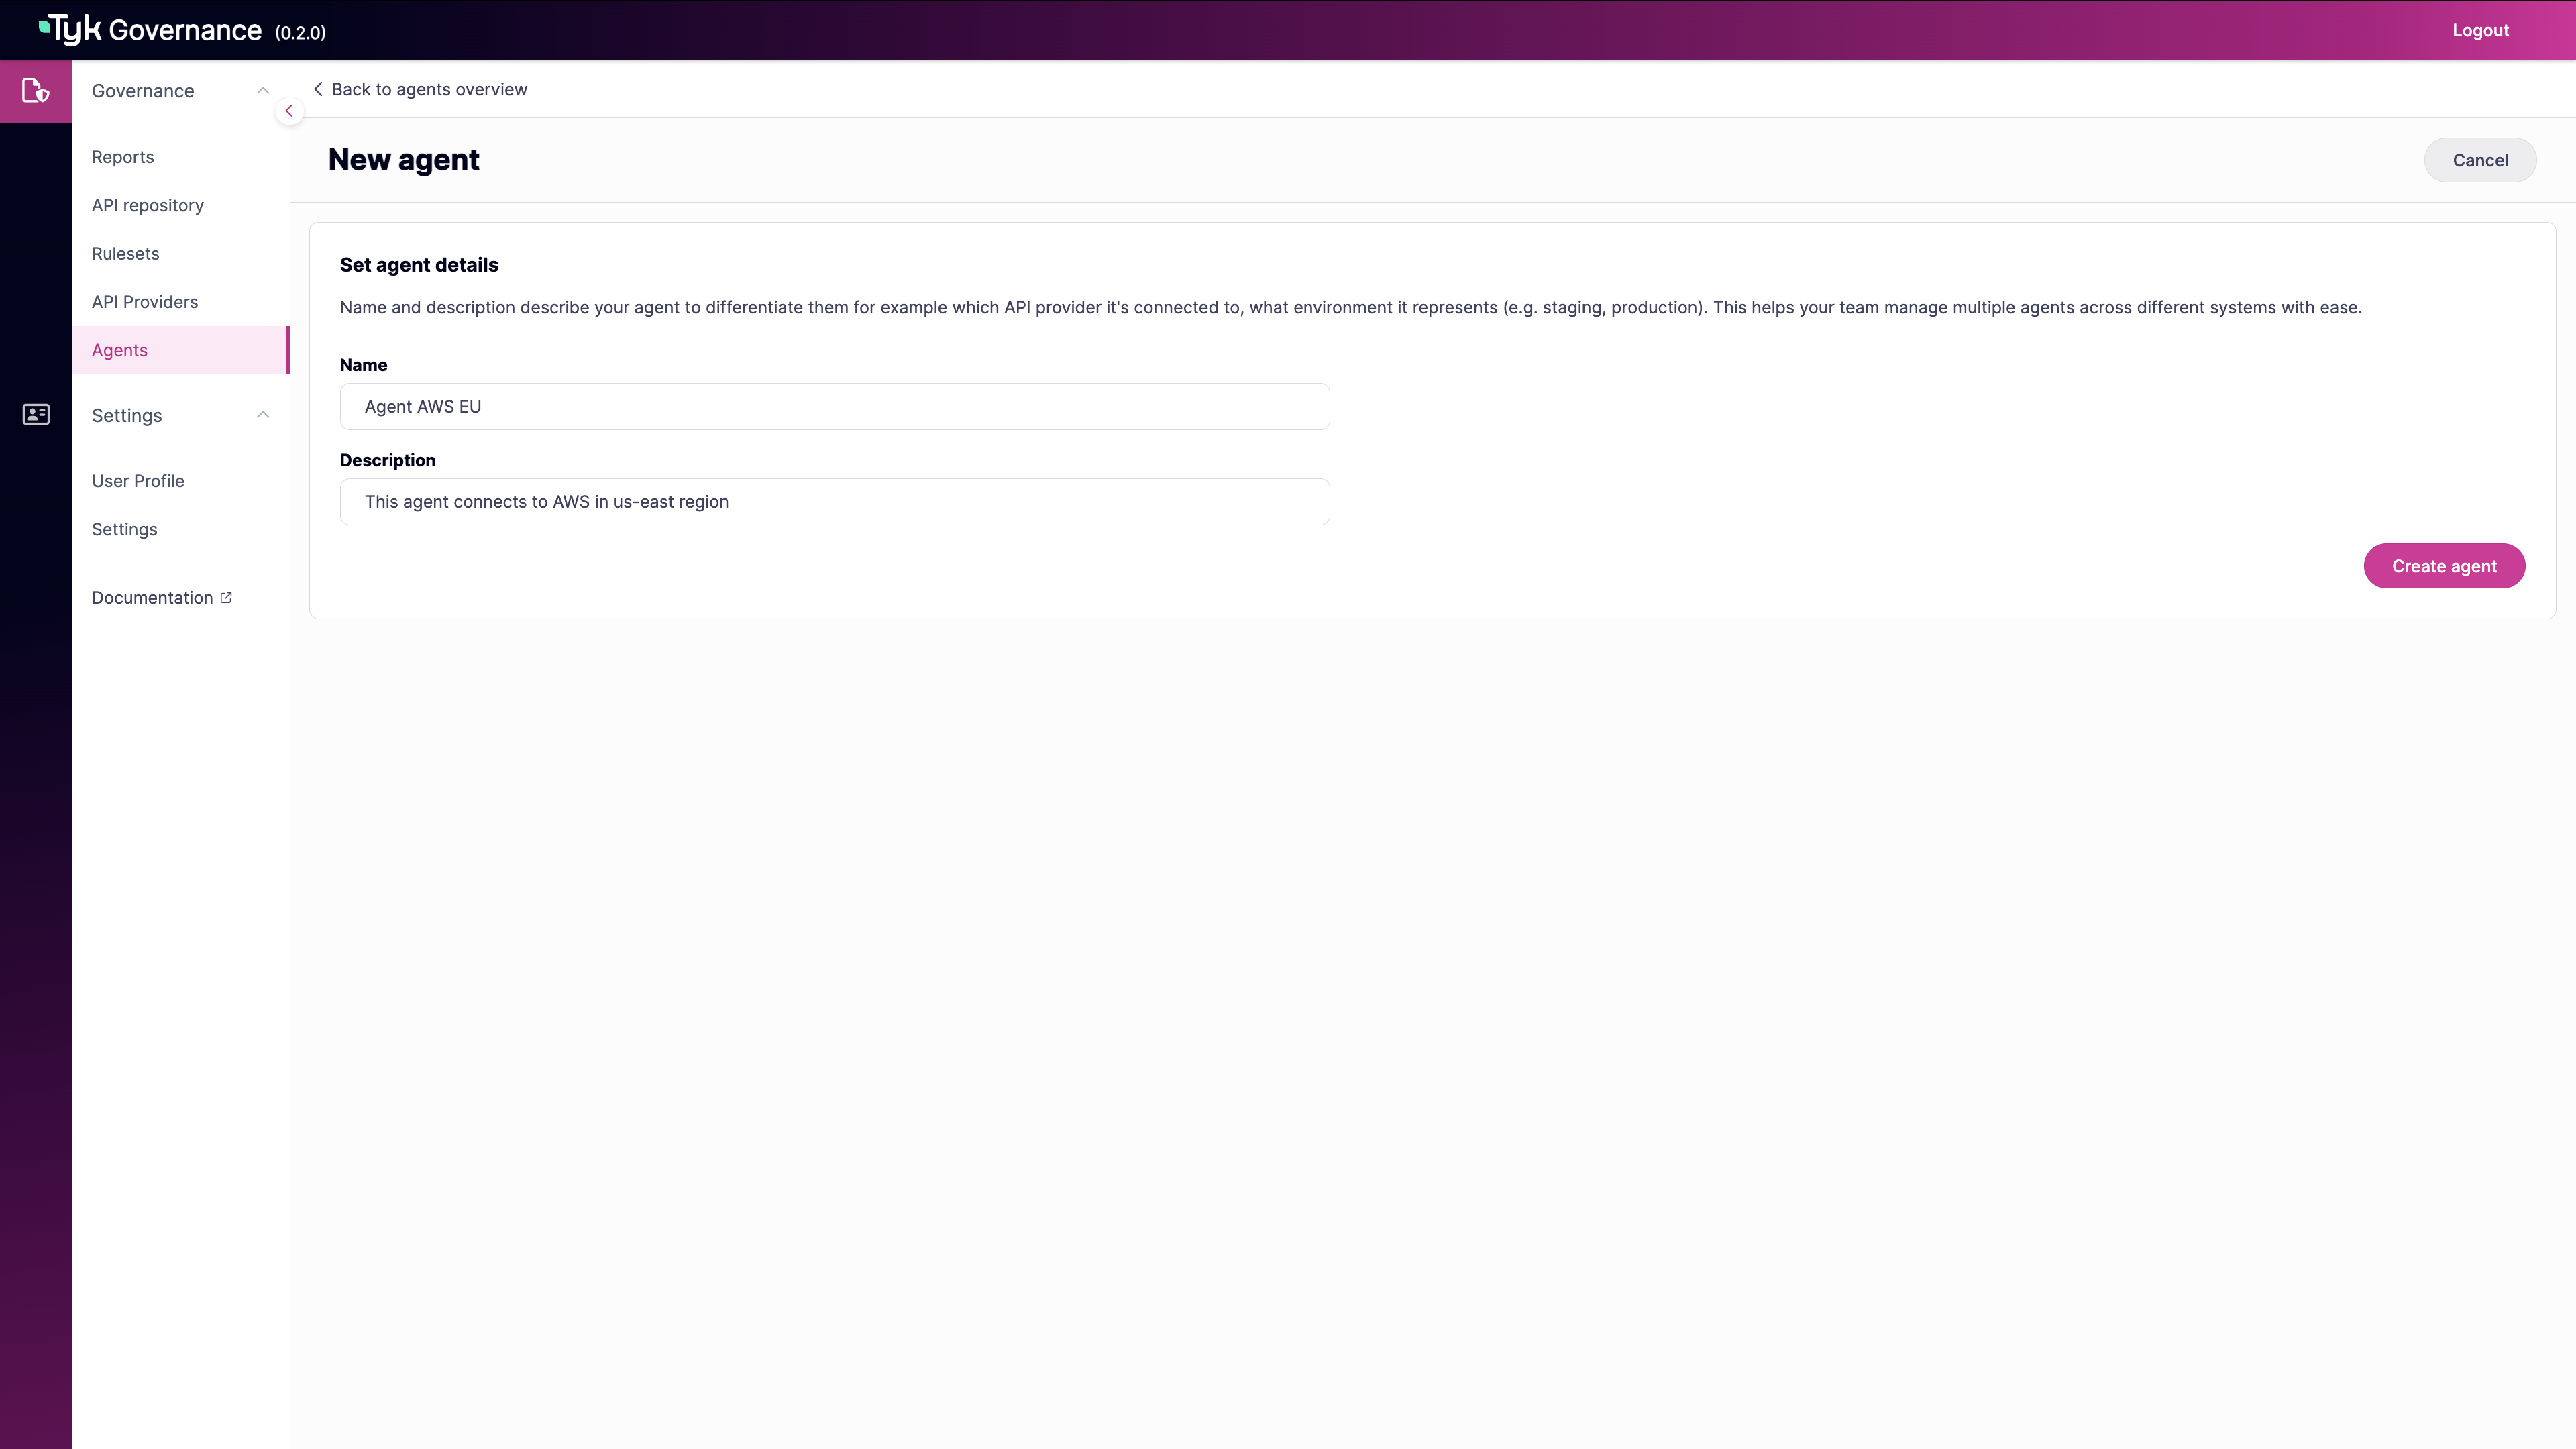 Tyk Governance (0.2.0)
Logout
Governance
Reports
API repository
Rulesets
API Providers
Agents
Settings
User Profile
Settings
Documentation
Back to agents overview
New agent
Cancel
Set agent details
Name and description describe your agent to differentiate them for example which API provider it's connected to, what environment it represents (e.g. staging, production). This helps your team manage multiple agents across different systems with ease.
Name
Agent AWS EU
Description
This agent connects to AWS in us-east region
Create agent